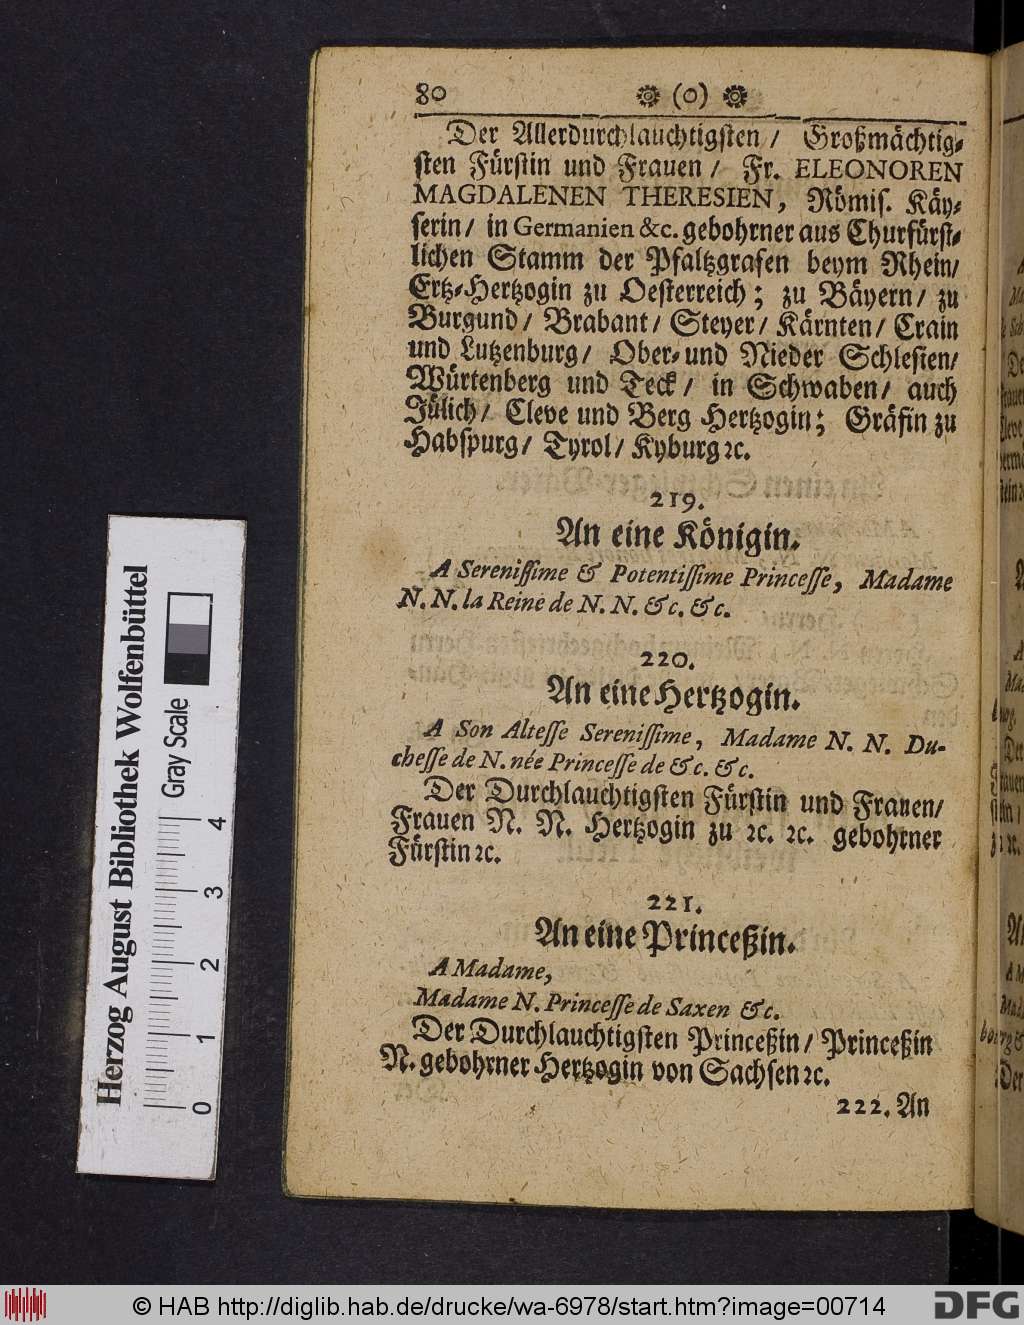 80 (0)
Der Allerdurchlauchtigsten / Großmächtig-
sten Fürstin und Frauen / Fr. ELEONOREN
MAGDALENEN THERESIEN, Römis. Käy-
serin / in Germanien &c. gebohrner aus Churfürst-
lichen Stamm der Pfaltzgrafen beym Rhein/
Ertz-Hertzogin zu Oesterreich; zu Bäyern / zu
Burgund / Brabant / Steyer / Kärnten / Crain
und Lutzenburg / Ober- und Nieder Schlesien/
Würtenberg und Teck / in Schwaben / auch
Jülich / Cleve und Berg Hertzogin; Gräfin zu
Habspurg / Tyrol / Kyburg ꝛc.
219.
An eine Königin.
A Serenissime & Potentissime Princesse, Madame
N. N. la Reine de N. N. &c. &c.
220.
An eine Hertzogin.
A Son Altesse Serenissime, Madame N. N. Du-
chesse de N. née Princesse de &c. &c.
Der Durchlauchtigsten Fürstin und Frauen/
Frauen N. N. Hertzogin zu ꝛc. ꝛc. gebohrner
Fürstin ꝛc.
221.
An eine Princeßin.
A Madame,
Madame N. Princesse de Saxen &c.
Der Durchlauchtigsten Princeßin / Princeßin
N. gebohrner Hertzogin von Sachsen ꝛc.
222. An
Herzog August Bibliothek Wolfenbüttel
Gray Scale
0 1 2 3 4
© HAB http://diglib.hab.de/drucke/wa-6978/start.htm?image=00714
DFG